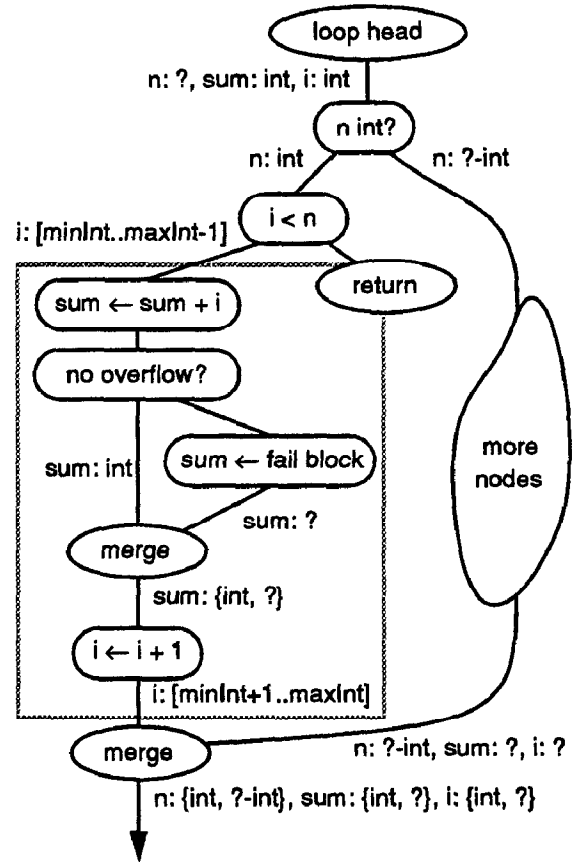 loop head
n: ?, sum: int, i: int
n int?
n: int
n: ?-int
i < n
i: [minInt..maxInt-1]
return
sum ← sum + i
no overflow?
more
nodes
sum: int
sum ← fail block
sum: ?
merge
sum: {int, ?}
i ← i + 1
i: [minInt+1..maxInt]
merge
n: ?-int, sum: ?, i: ?
n: {int, ?-int}, sum: {int, ?}, i: {int, ?}